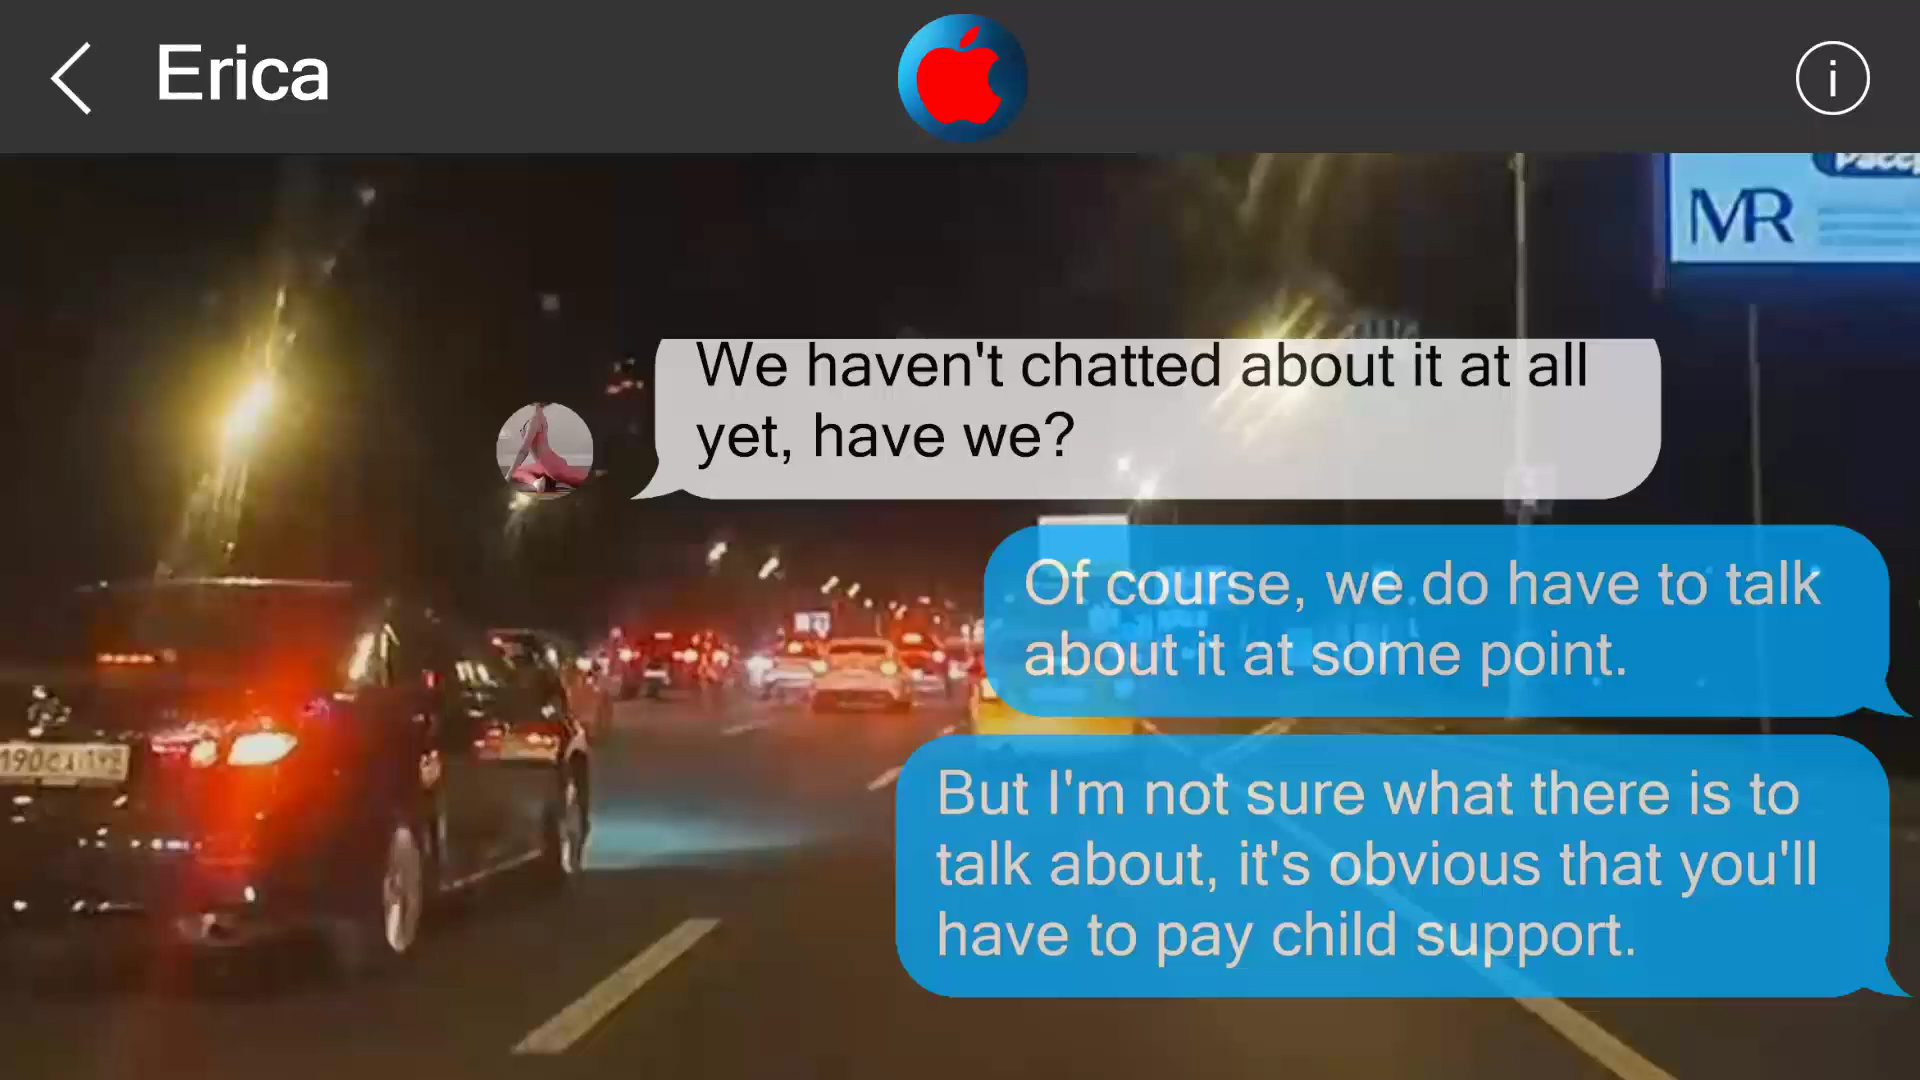 Erica
i
MR
We haven't chatted about it at all
yet, have we?
Of course, we do have to talk
about it at some point.
But I'm not sure what there is to
talk about, it's obvious that you'll
have to pay child support.